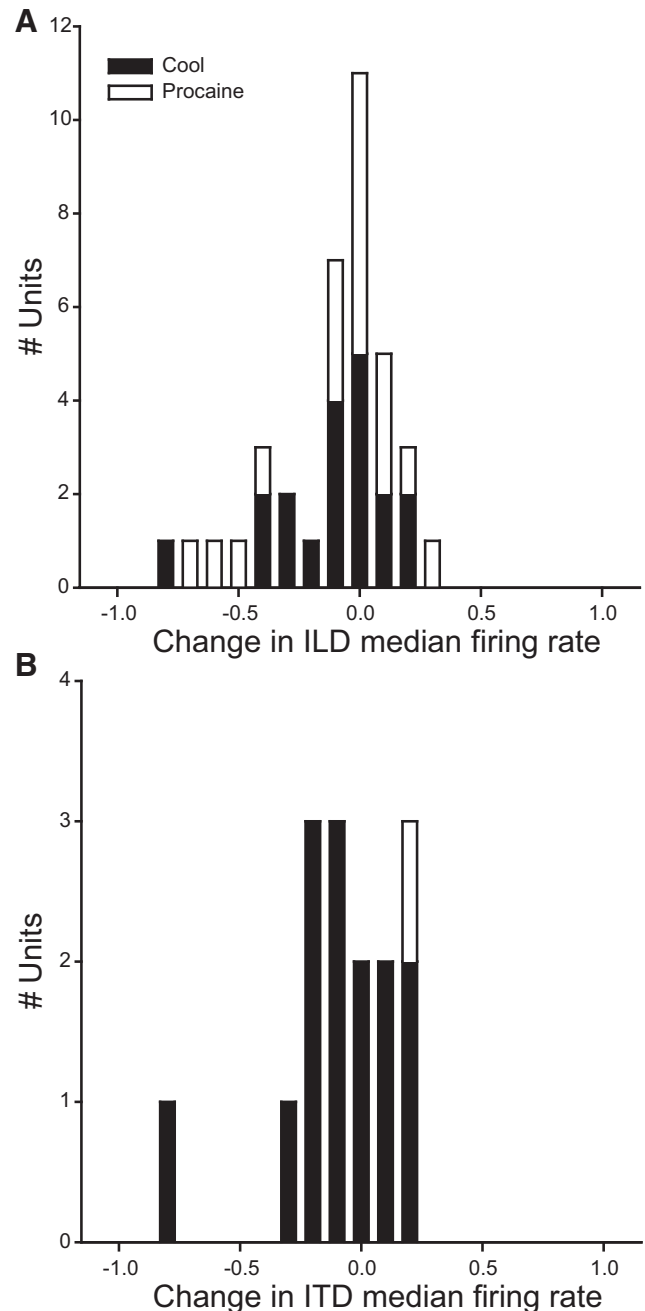 A
12
10
8
6
4
2
0
# Units
Cool
Procaine
-1.0 -0.5 0.0 0.5 1.0
Change in ILD median firing rate
B
4
3
2
1
0
# Units
-1.0 -0.5 0.0 0.5 1.0
Change in ITD median firing rate